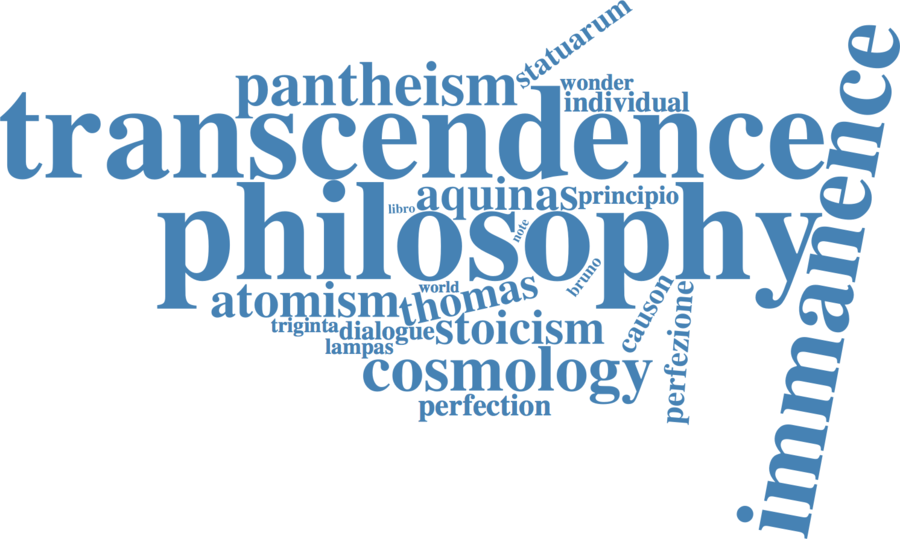 statuarum
pantheism
wonder
individual
transcendence
immanence
aquinas
principio
libro
philosophy
note
bruno
world
thomas
atomism
causon
perfezione
triginta
dialogue
stoicism
lampas
cosmology
perfection